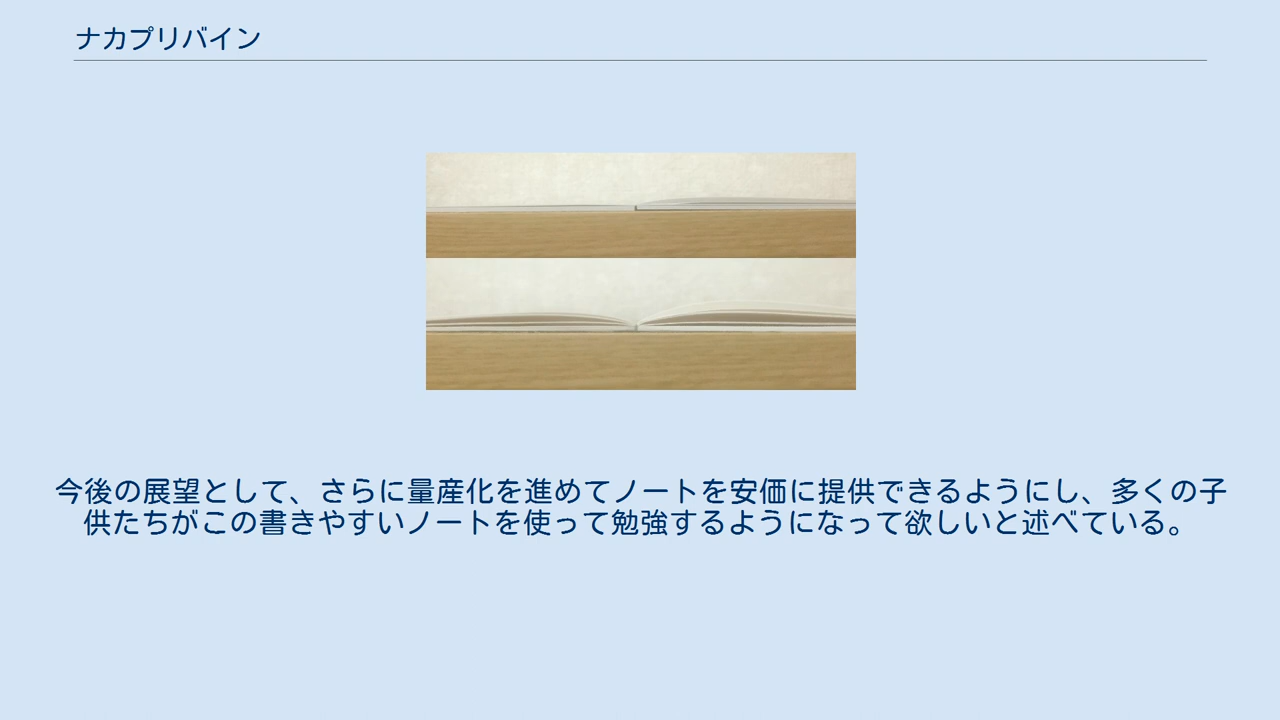 ナカプリバイン
今後の展望として、さらに量産化を進めてノートを安価に提供できるようにし、多くの子
供たちがこの書きやすいノートを使って勉強するようになって欲しいと述べている。